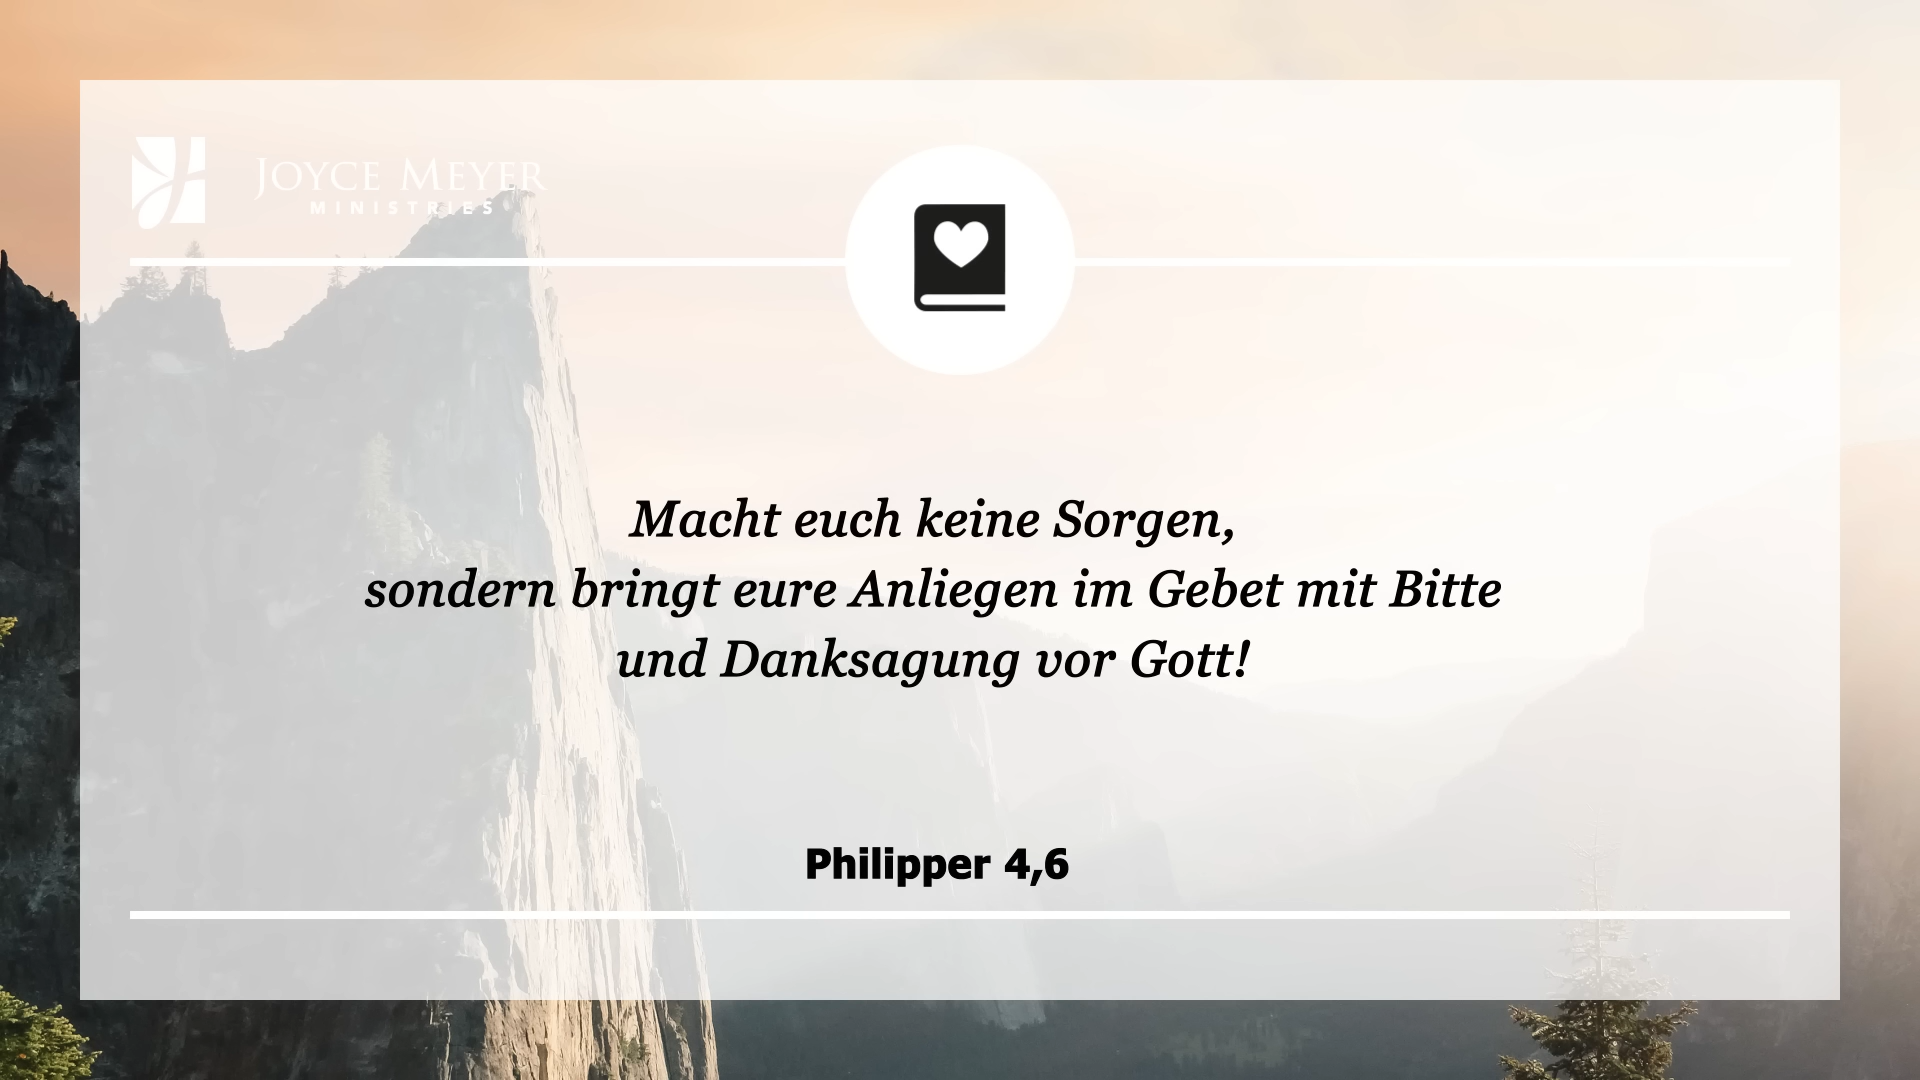 JOYCE MEYER
MINISTRIES
Macht euch keine Sorgen,
sondern bringt eure Anliegen im Gebet mit Bitte
und Danksagung vor Gott!
Philipper 4,6